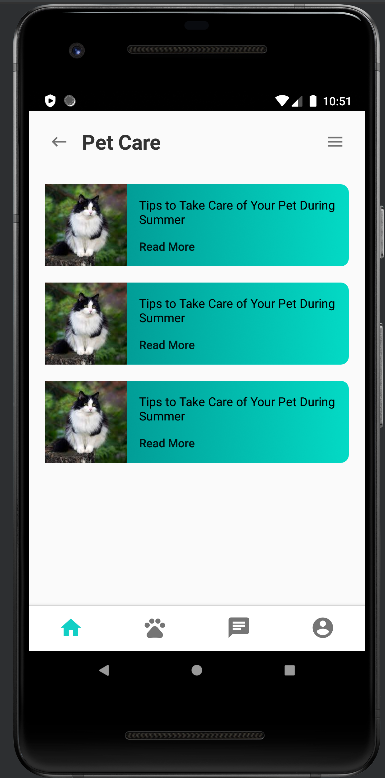 10:51
Pet Care
Tips to Take Care of Your Pet During
Summer
Read More
Tips to Take Care of Your Pet During
Summer
Read More
Tips to Take Care of Your Pet During
Summer
Read More